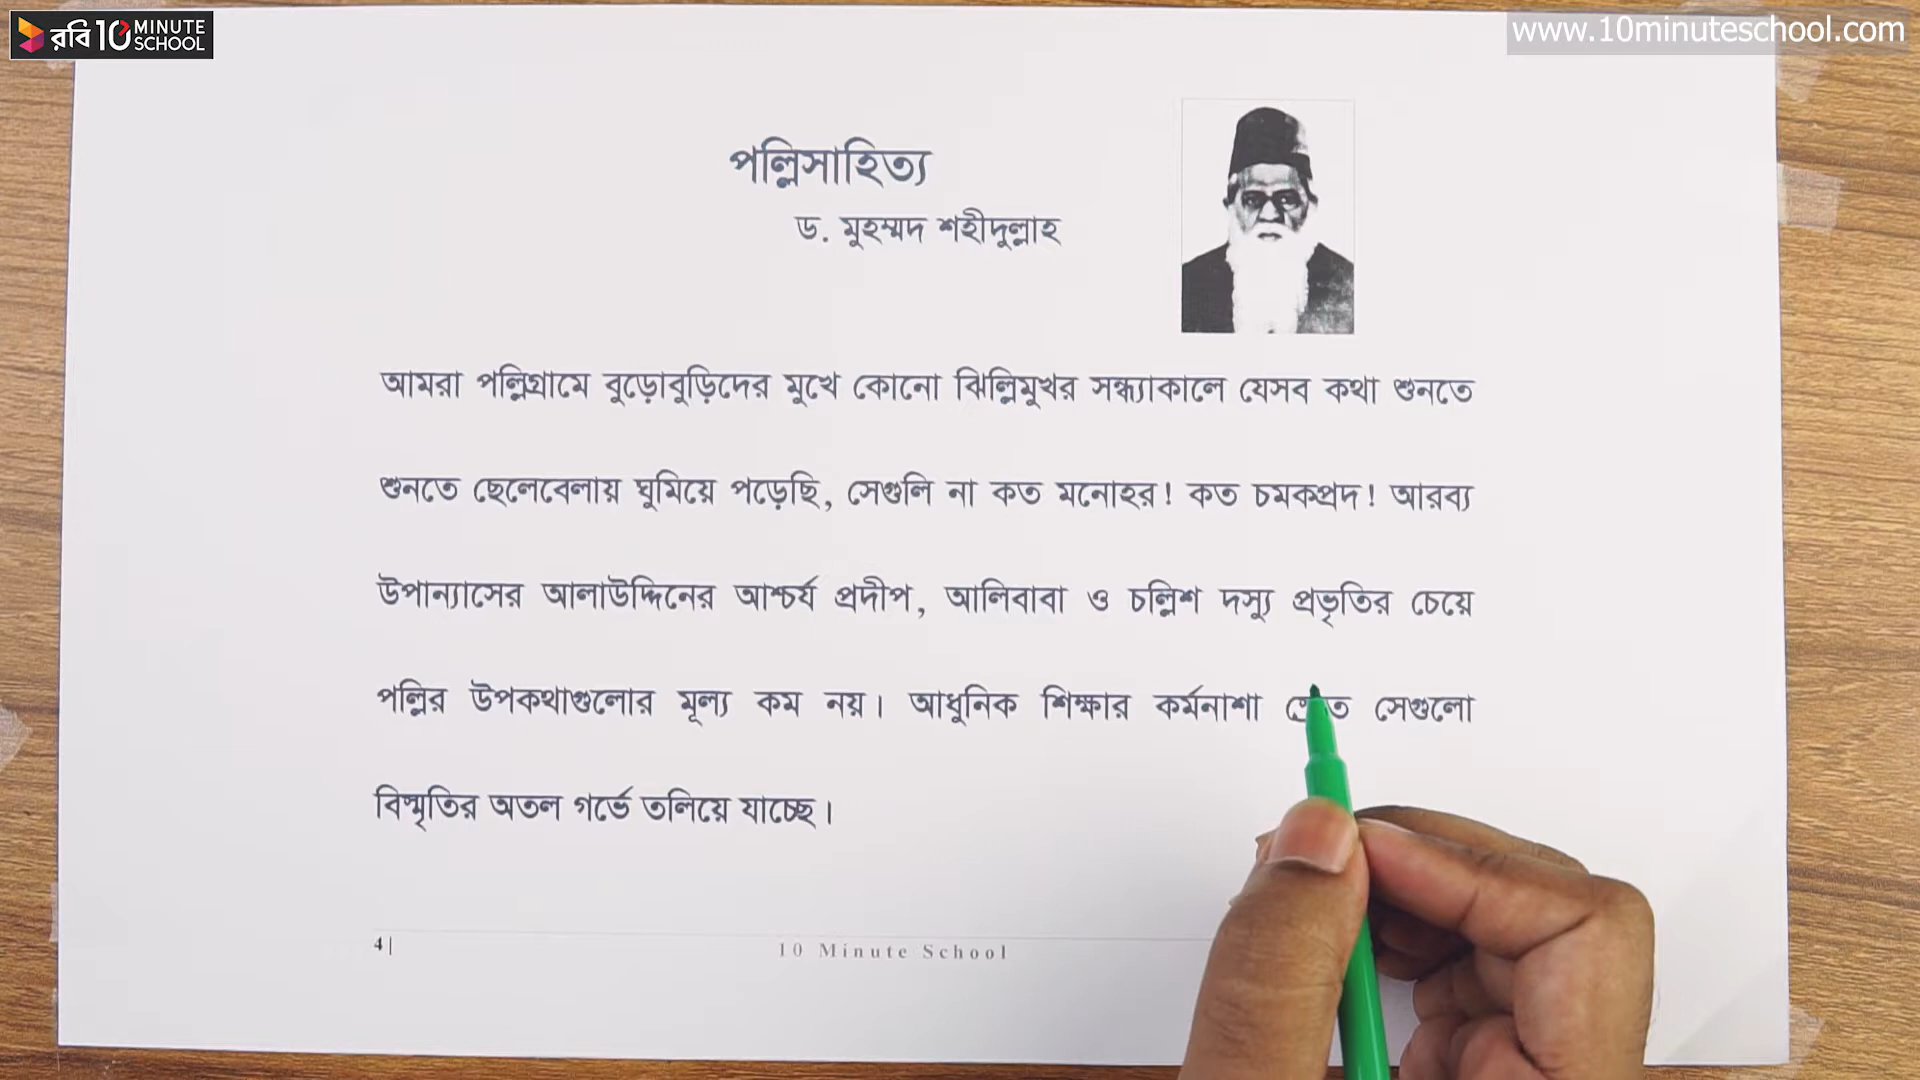 রবি 10 MINUTE SCHOOL
www.10minuteschool.com
পল্লিসাহিত্য
ড. মুহম্মদ শহীদুল্লাহ
আমরা পল্লিগ্রামে বুড়োবুড়িদের মুখে কোনো ঝিল্লিমুখর সন্ধ্যাকালে যেসব কথা শুনতে
শুনতে ছেলেবেলায় ঘুমিয়ে পড়েছি, সেগুলি না কত মনোহর! কত চমকপ্রদ! আরব্য
উপান্যাসের আলাউদ্দিনের আশ্চর্য প্রদীপ, আলিবাবা ও চল্লিশ দস্যু প্রভৃতির চেয়ে
পল্লির উপকথাগুলোর মূল্য কম নয়। আধুনিক শিক্ষার কর্মনাশা সেগুলো
বিস্মৃতির অতল গর্ভে তলিয়ে যাচ্ছে।
4|
10 Minute School